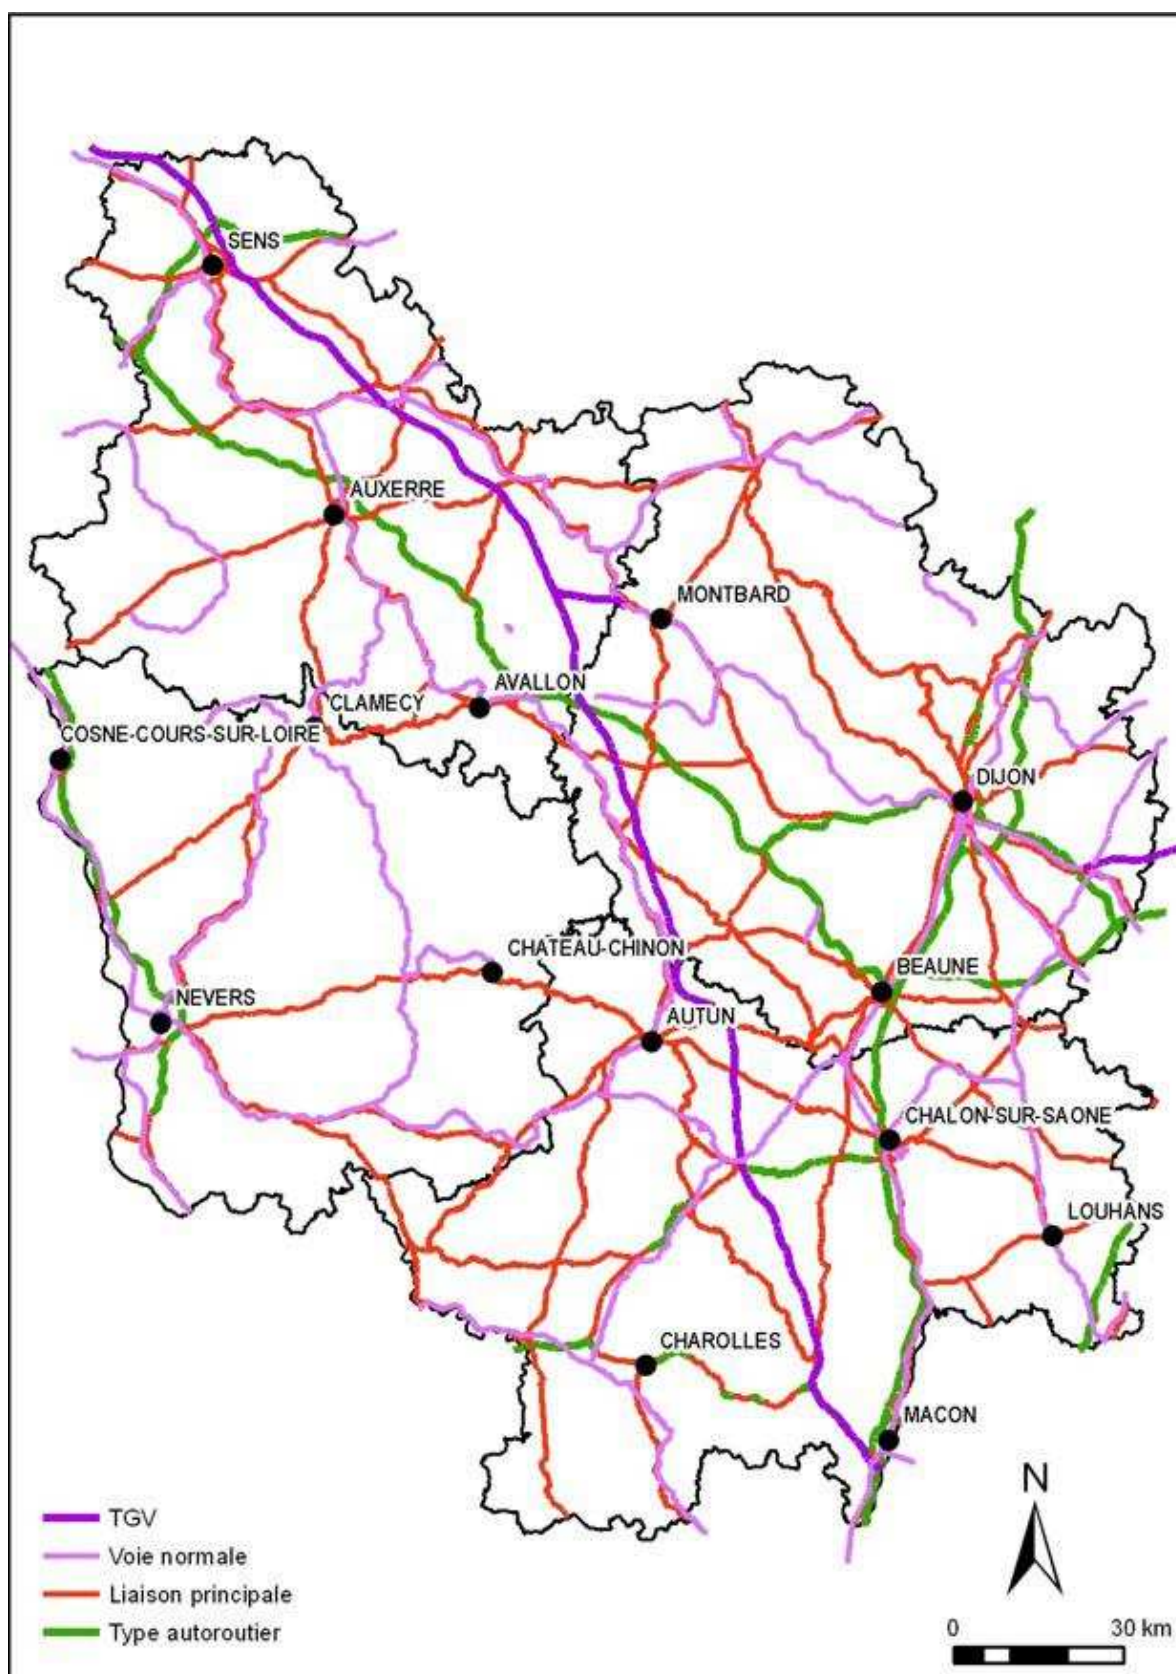 SENS
AUXERRE
MONTBARD
AVALLON
CLAMECY
COSNE-COURS-SUR-LOIRE
DIJON
CHATEAU-CHINON
BEAUNE
NEVERS
AUTUN
CHALON-SUR-SAONE
LOUHANS
CHAROLLES
MACON
N
TGV
Voie normale
Liaison principale
Type autoroutier
0 30 km